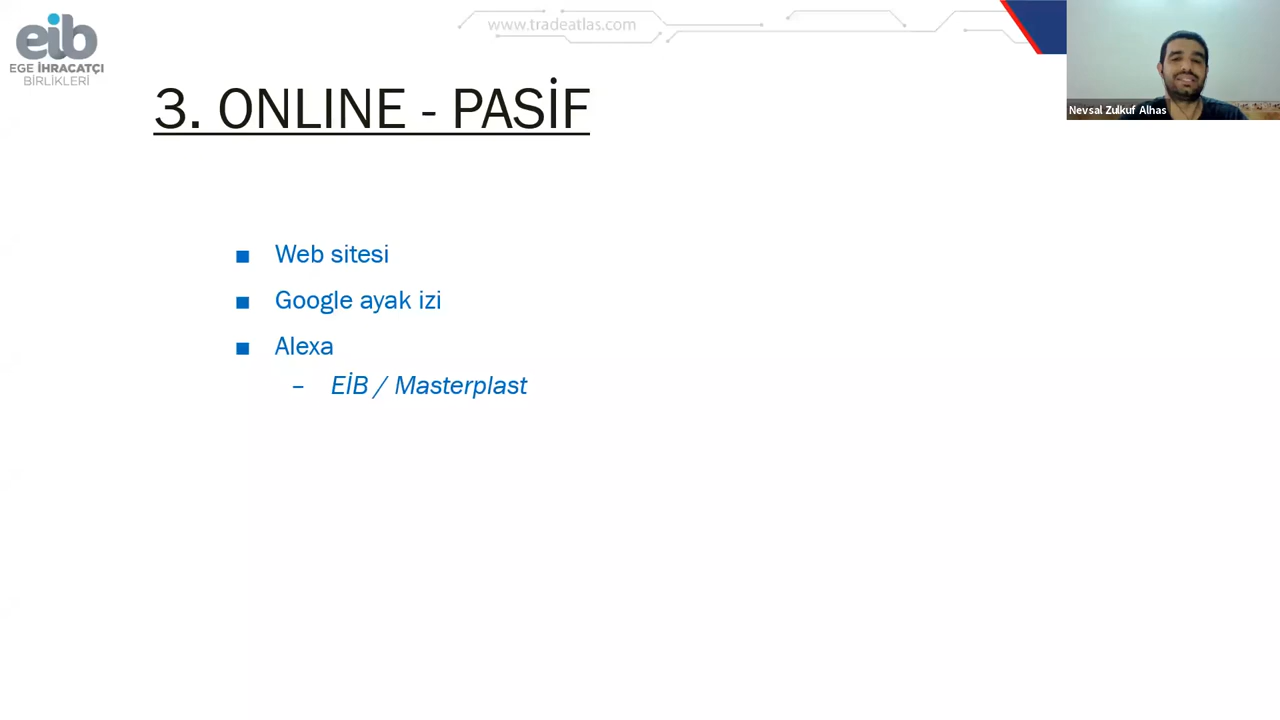 eib
EGE İHRACATÇI
BİRLİKLERİ
www.tradeatlas.com
Nevsal Zulkuf Alhas
3. ONLINE - PASİF
■ Web sitesi
■ Google ayak izi
■ Alexa
– EİB / Masterplast